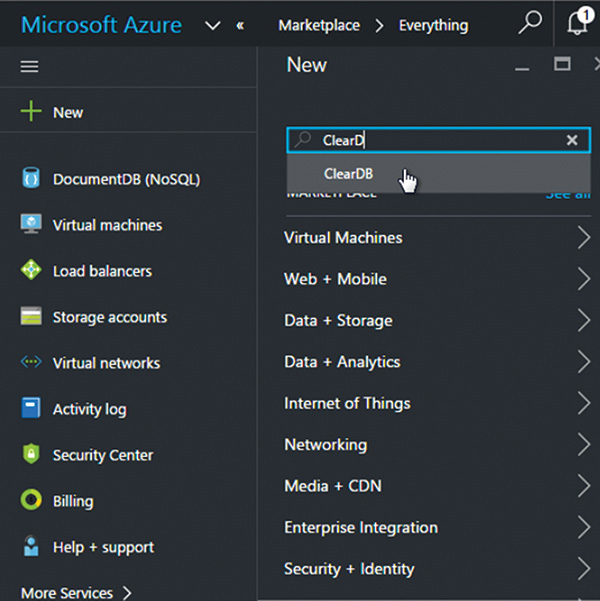 Microsoft Azure « Marketplace > Everything 1
New
New
ClearD
ClearDB
MARKETPLACE See all
DocumentDB (NoSQL)
Virtual machines
Load balancers
Storage accounts
Virtual networks
Activity log
Security Center
Billing
Help + support
More Services >
Virtual Machines
Web + Mobile
Data + Storage
Data + Analytics
Internet of Things
Networking
Media + CDN
Enterprise Integration
Security + Identity